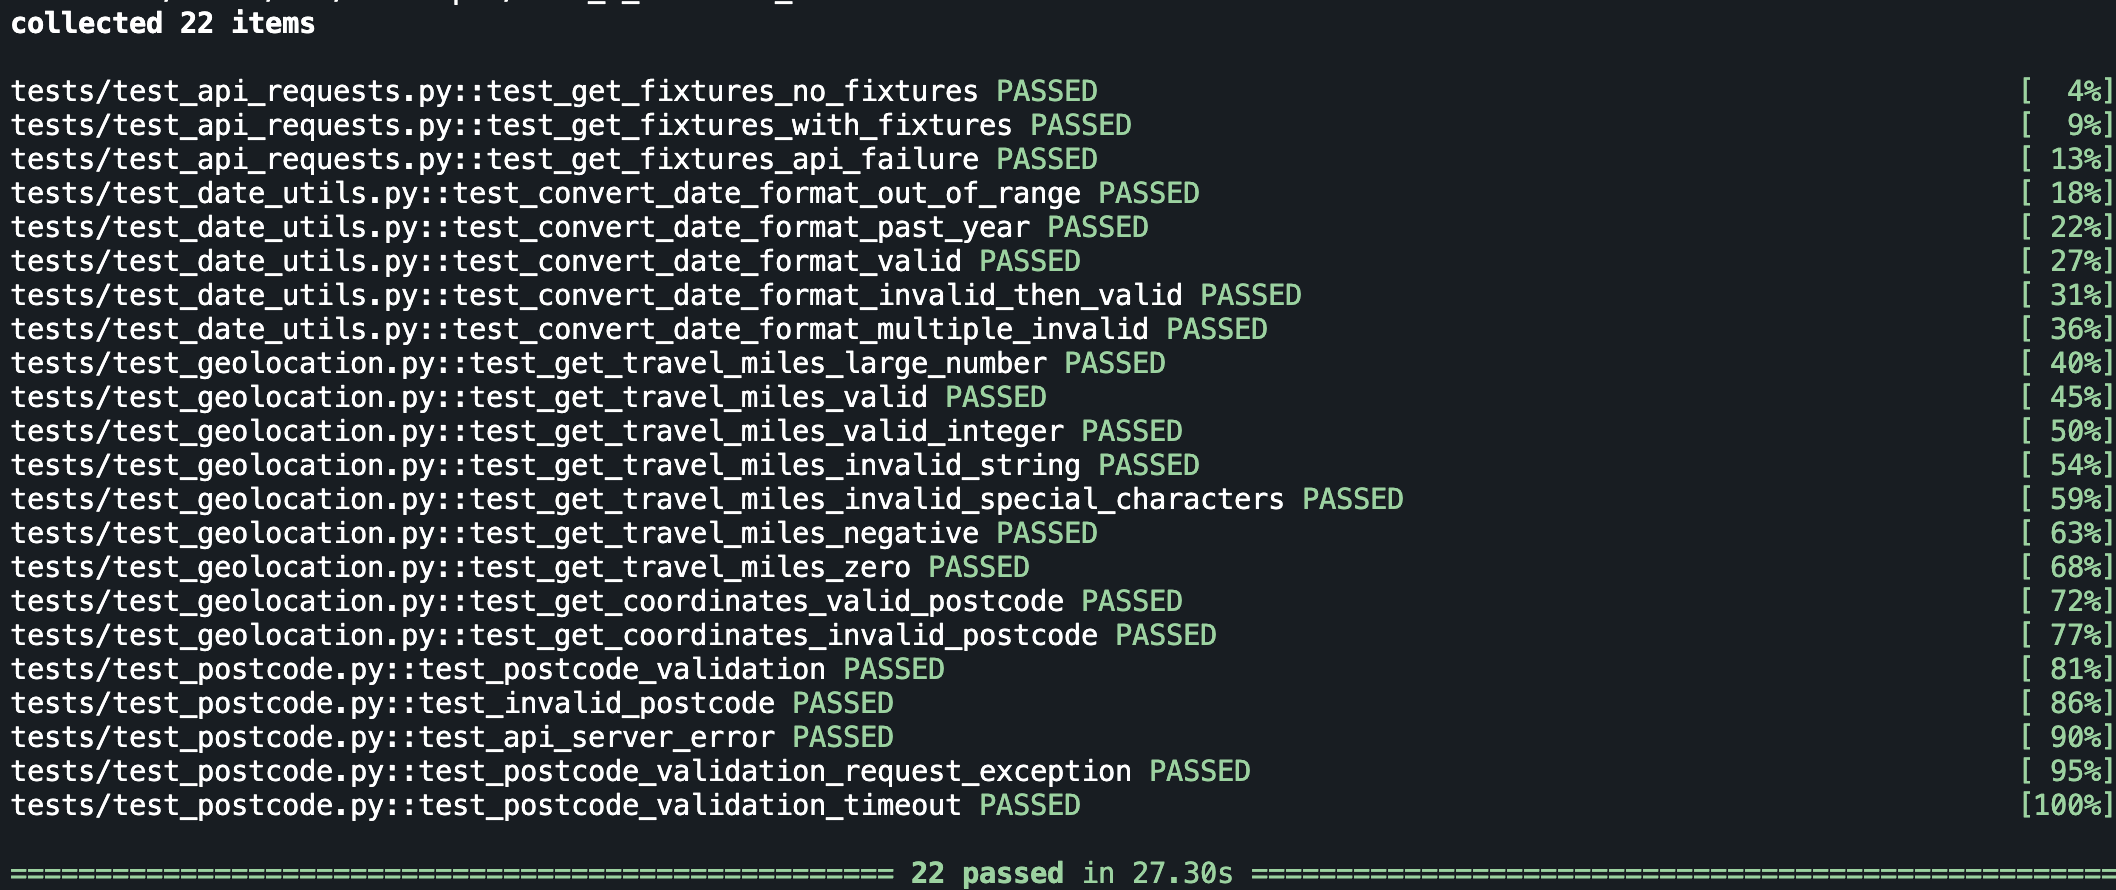 collected 22 items
tests/test_api_requests.py::test_get_fixtures_no_fixtures PASSED [  4%]
tests/test_api_requests.py::test_get_fixtures_with_fixtures PASSED [  9%]
tests/test_api_requests.py::test_get_fixtures_api_failure PASSED [ 13%]
tests/test_date_utils.py::test_convert_date_format_out_of_range PASSED [ 18%]
tests/test_date_utils.py::test_convert_date_format_past_year PASSED [ 22%]
tests/test_date_utils.py::test_convert_date_format_valid PASSED [ 27%]
tests/test_date_utils.py::test_convert_date_format_invalid_then_valid PASSED [ 31%]
tests/test_date_utils.py::test_convert_date_format_multiple_invalid PASSED [ 36%]
tests/test_geolocation.py::test_get_travel_miles_large_number PASSED [ 40%]
tests/test_geolocation.py::test_get_travel_miles_valid PASSED [ 45%]
tests/test_geolocation.py::test_get_travel_miles_valid_integer PASSED [ 50%]
tests/test_geolocation.py::test_get_travel_miles_invalid_string PASSED [ 54%]
tests/test_geolocation.py::test_get_travel_miles_invalid_special_characters PASSED [ 59%]
tests/test_geolocation.py::test_get_travel_miles_negative PASSED [ 63%]
tests/test_geolocation.py::test_get_travel_miles_zero PASSED [ 68%]
tests/test_geolocation.py::test_get_coordinates_valid_postcode PASSED [ 72%]
tests/test_geolocation.py::test_get_coordinates_invalid_postcode PASSED [ 77%]
tests/test_postcode.py::test_postcode_validation PASSED [ 81%]
tests/test_postcode.py::test_invalid_postcode PASSED [ 86%]
tests/test_postcode.py::test_api_server_error PASSED [ 90%]
tests/test_postcode.py::test_postcode_validation_request_exception PASSED [ 95%]
tests/test_postcode.py::test_postcode_validation_timeout PASSED [100%]
==================================================== 22 passed in 27.30s ===================================================